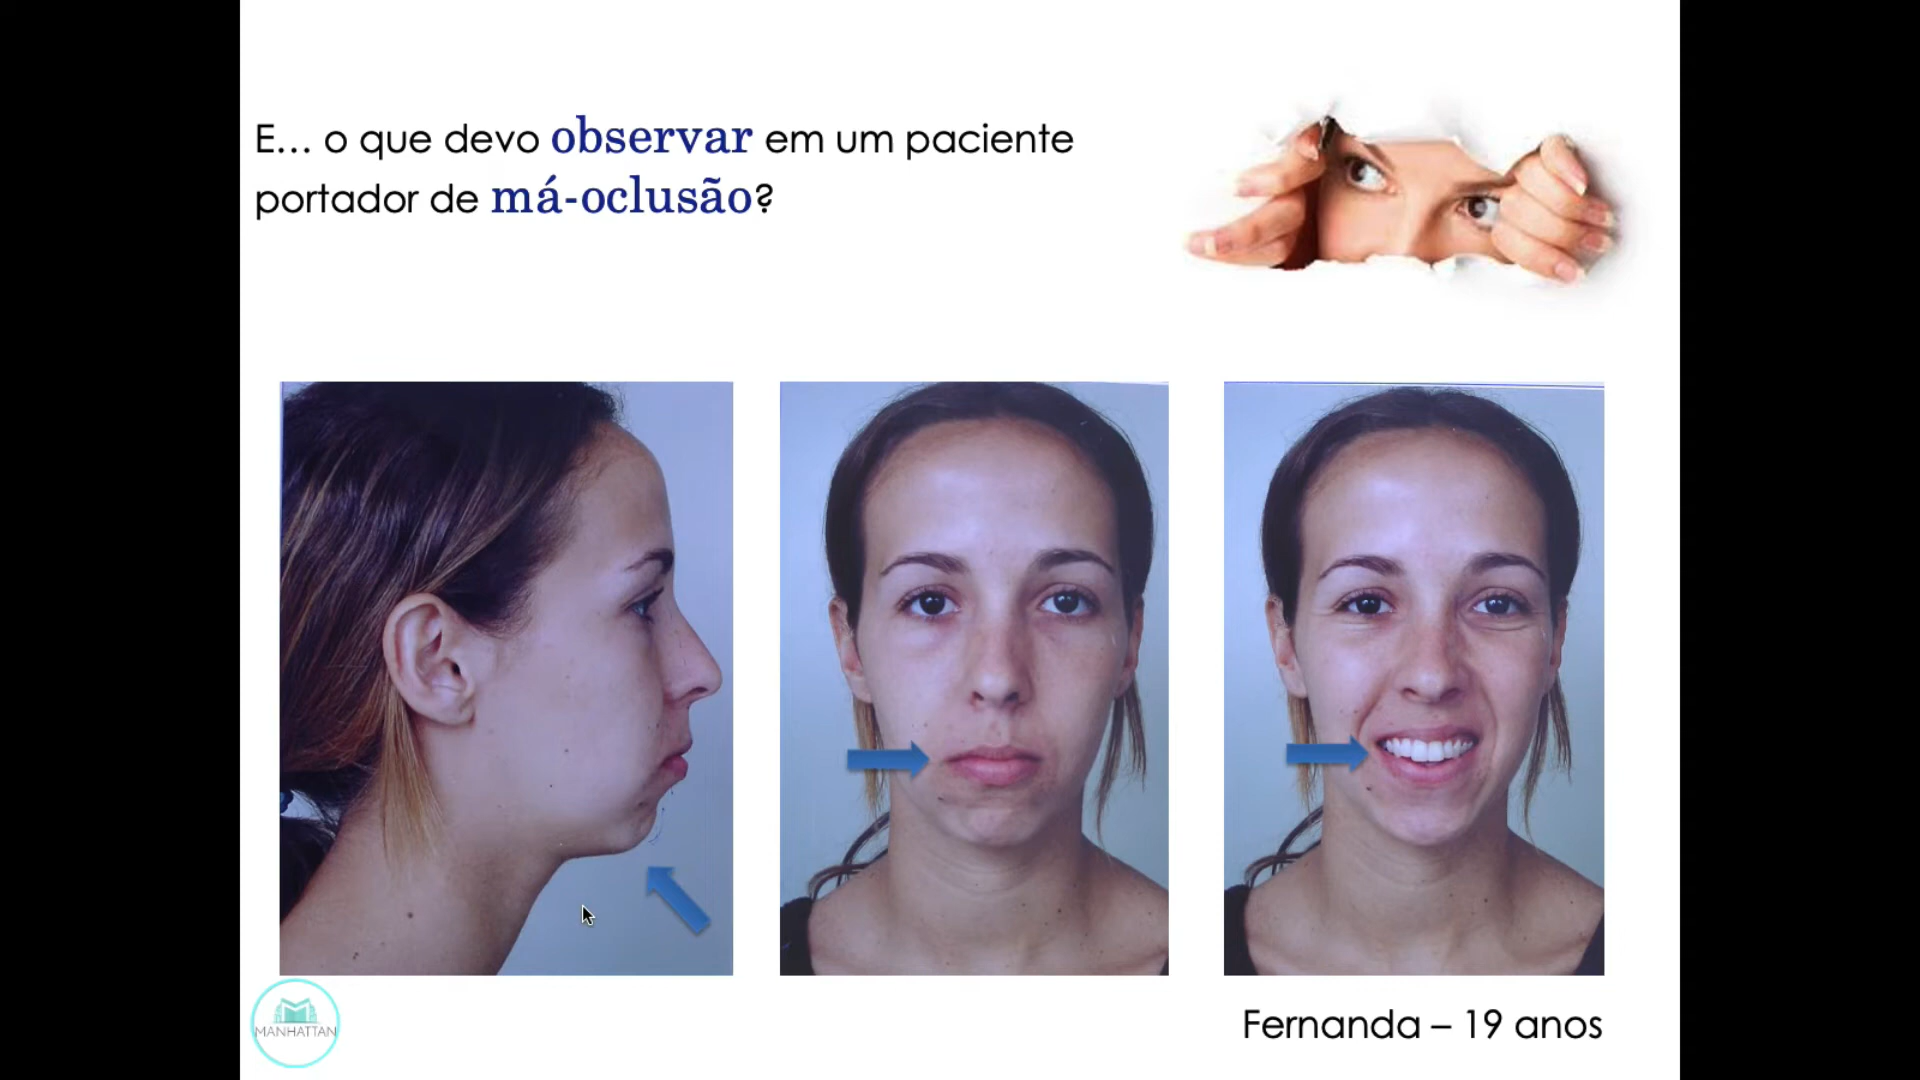 E... o que devo observar em um paciente
portador de má-oclusão?
MANHATTAN
Fernanda – 19 anos